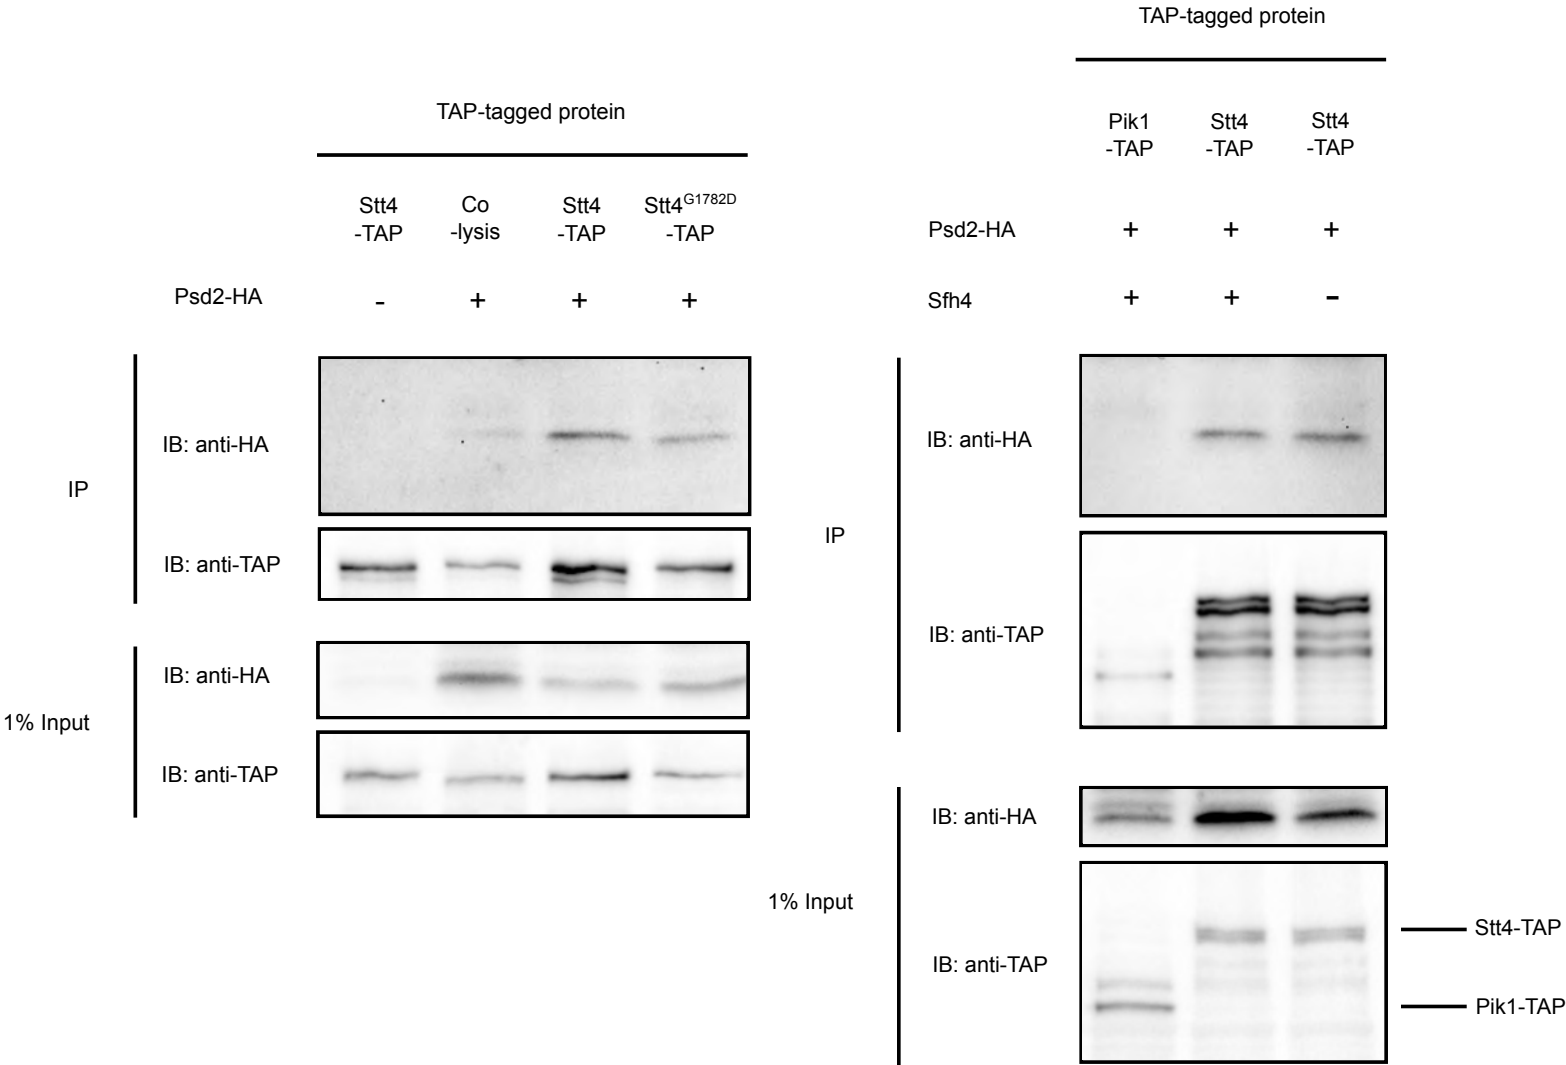 TAP-tagged protein
Stt4
-TAP
Co
-lysis
Stt4
-TAP
Stt4G1782D
-TAP
Psd2-HA
- + + +
IP
IB: anti-HA
IB: anti-TAP
1% Input
IB: anti-HA
IB: anti-TAP
TAP-tagged protein
Pik1
-TAP
Stt4
-TAP
Stt4
-TAP
Psd2-HA + + +
Sfh4 + + -
IP
IB: anti-HA
IB: anti-TAP
1% Input
IB: anti-HA
IB: anti-TAP
Stt4-TAP
Pik1-TAP